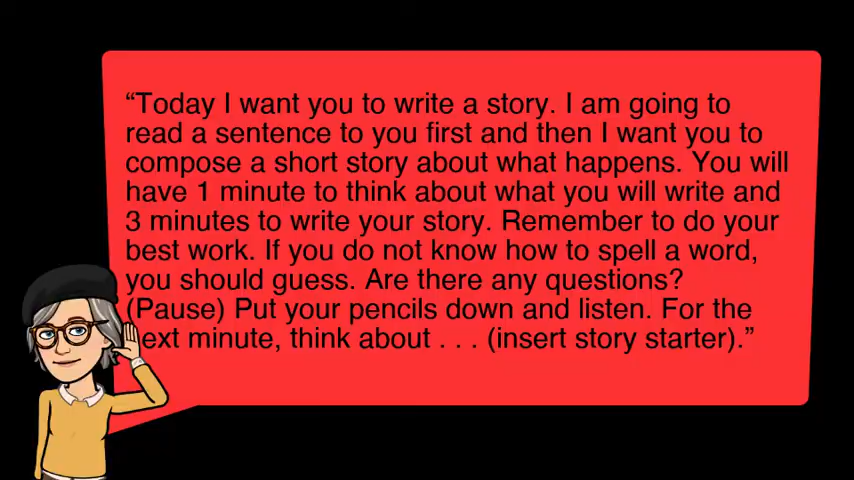 “Today I want you to write a story. I am going to
read a sentence to you first and then I want you to
compose a short story about what happens. You will
have 1 minute to think about what you will write and
3 minutes to write your story. Remember to do your
best work. If you do not know how to spell a word,
you should guess. Are there any questions?
(Pause) Put your pencils down and listen. For the
next minute, think about . . . (insert story starter).”